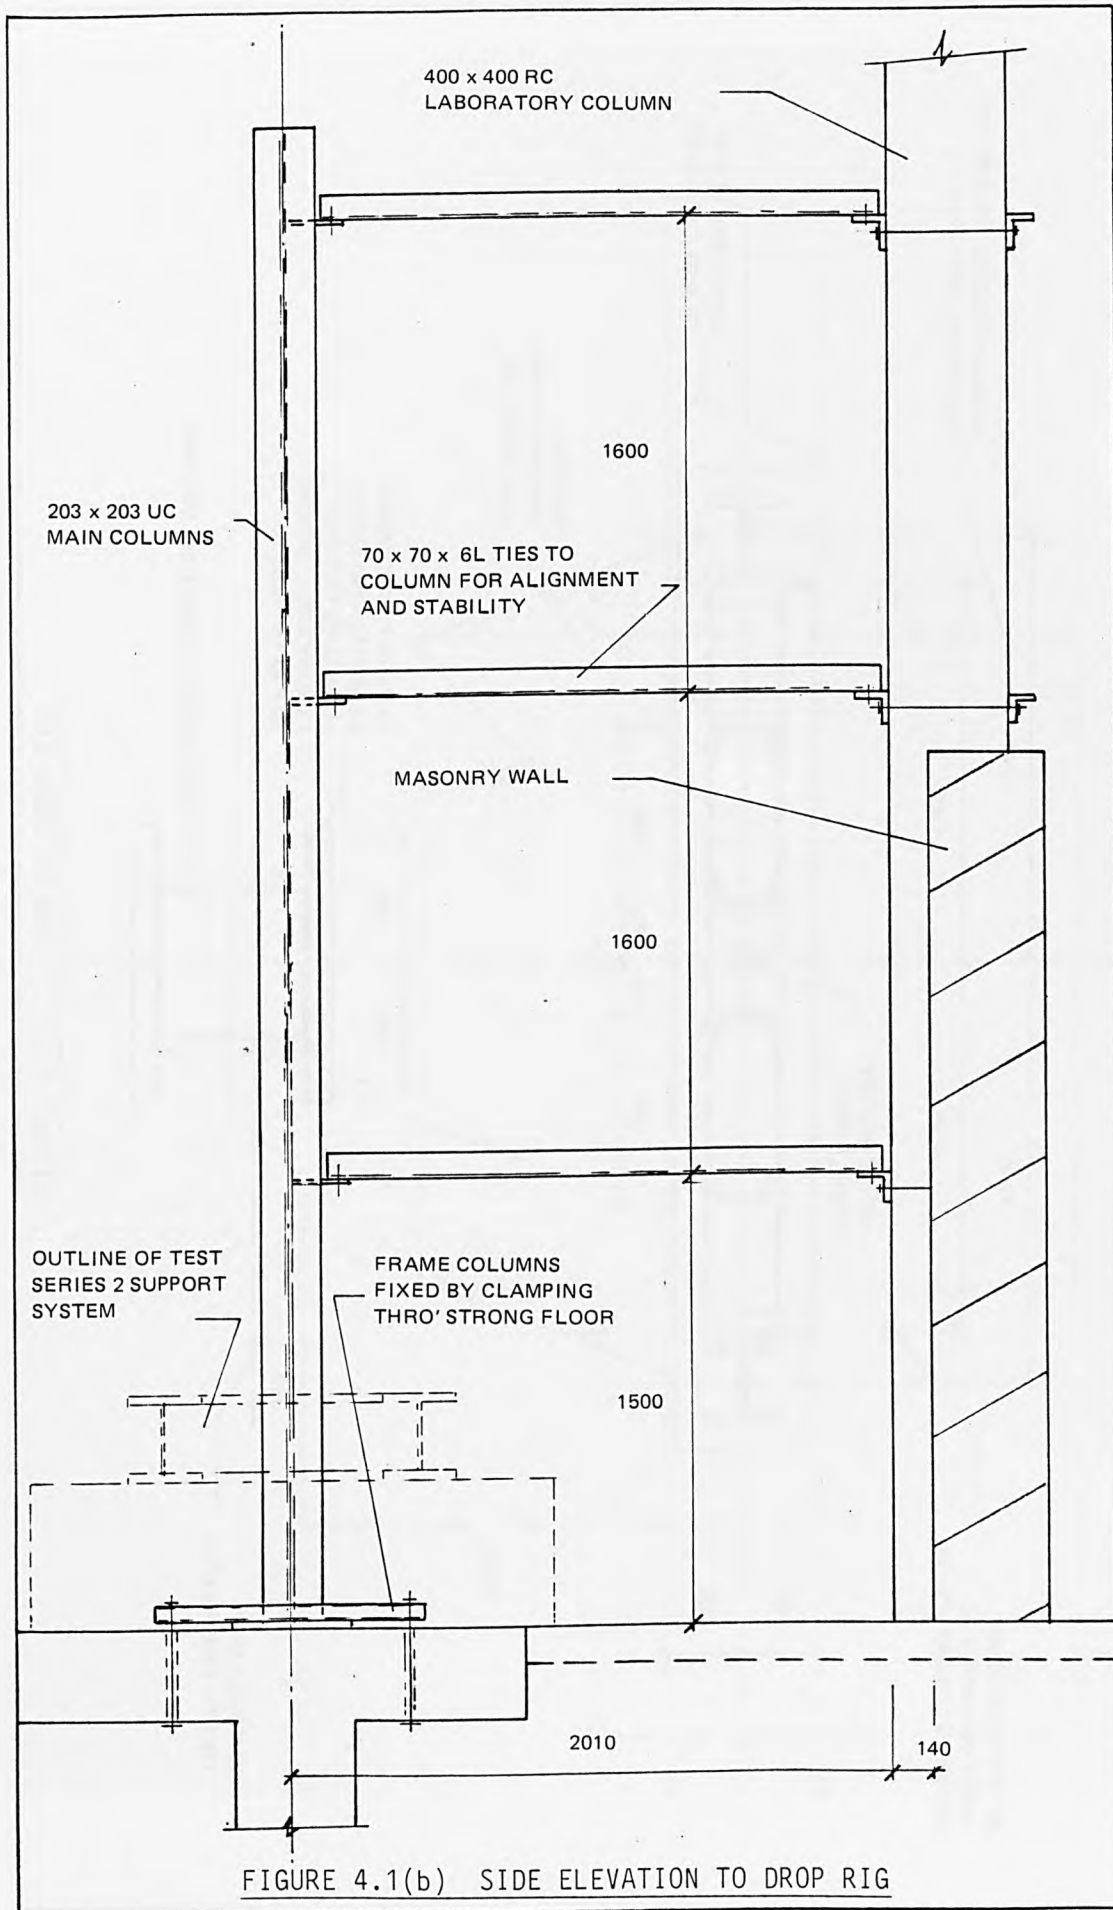 400 x 400 RC
LABORATORY COLUMN
1600
203 x 203 UC
MAIN COLUMNS
70 x 70 x 6L TIES TO
COLUMN FOR ALIGNMENT
AND STABILITY
MASONRY WALL
1600
OUTLINE OF TEST
SERIES 2 SUPPORT
SYSTEM
FRAME COLUMNS
FIXED BY CLAMPING
THRO' STRONG FLOOR
1500
2010
140
FIGURE 4.1(b) SIDE ELEVATION TO DROP RIG